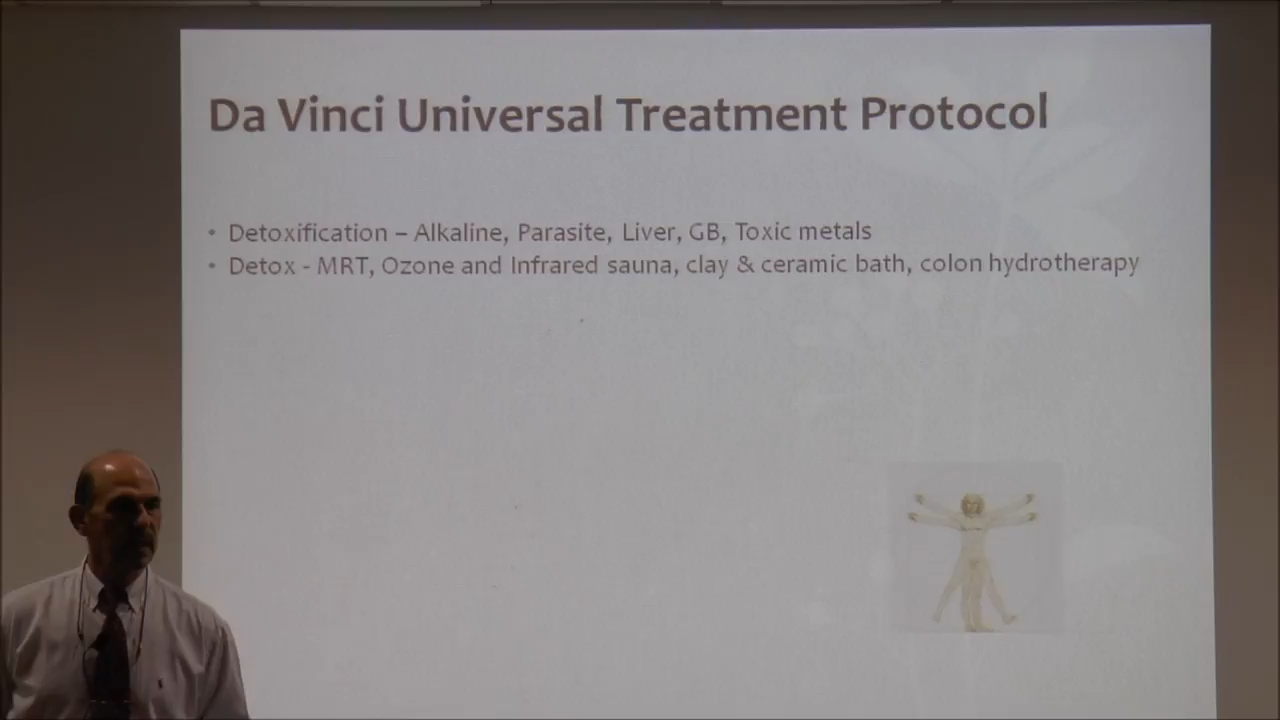 Da Vinci Universal Treatment Protocol
• Detoxification – Alkaline, Parasite, Liver, GB, Toxic metals
• Detox - MRT, Ozone and Infrared sauna, clay & ceramic bath, colon hydrotherapy